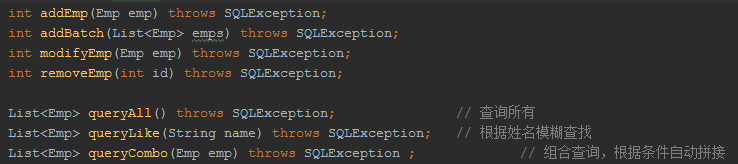 int addEmp(Emp emp) throws SQLException;
int addBatch(List<Emp> emps) throws SQLException;
int modifyEmp(Emp emp) throws SQLException;
int removeEmp(int id) throws SQLException;
List<Emp> queryAll() throws SQLException; // 查询所有
List<Emp> queryLike(String name) throws SQLException; // 根据姓名模糊查找
List<Emp> queryCombo(Emp emp) throws SQLException ; // 组合查询，根据条件自动拼接